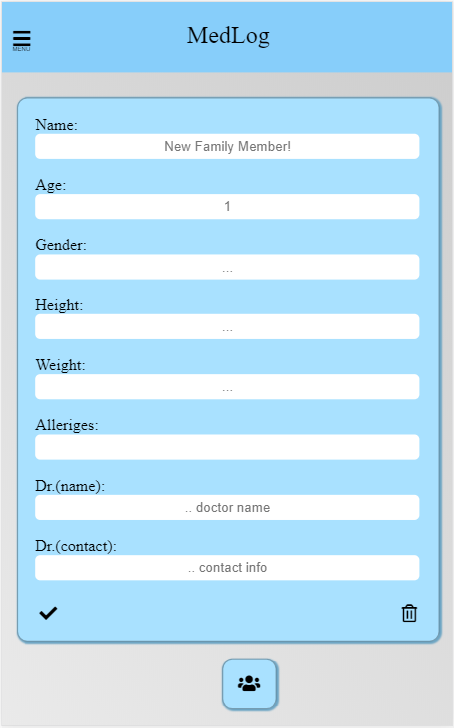 MedLog
MENU
Name:
New Family Member!
Age:
1
Gender:
...
Height:
...
Weight:
...
Alleriges:
Dr.(name):
.. doctor name
Dr.(contact):
.. contact info